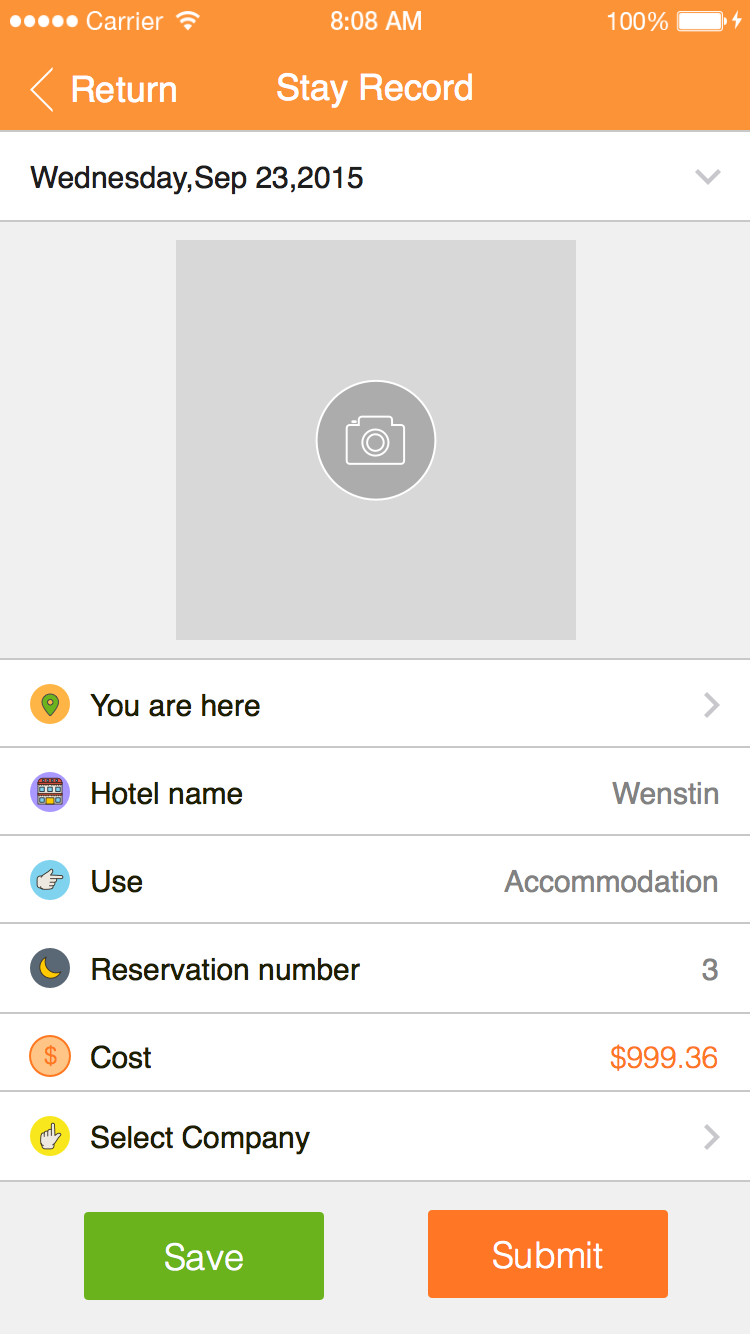 Carrier 8:08 AM 100%
Return Stay Record
Wednesday,Sep 23,2015
You are here
Hotel name Wenstin
Use Accommodation
Reservation number 3
$ Cost $999.36
Select Company
Save Submit